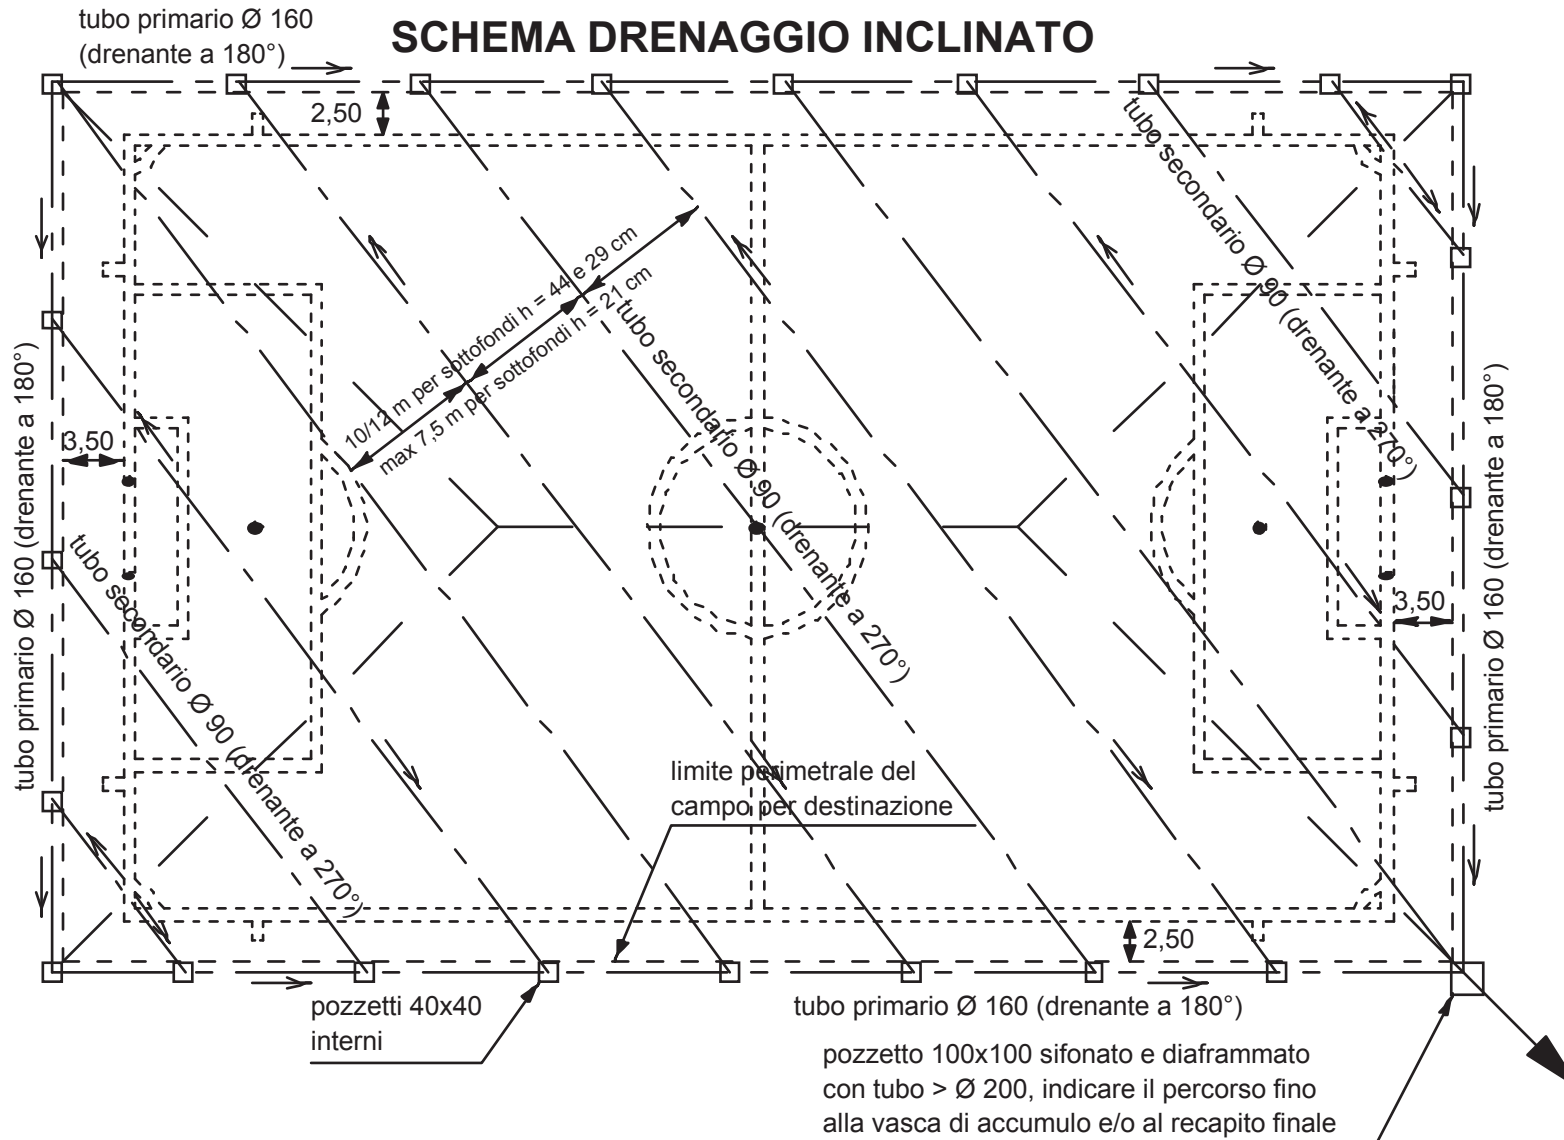 tubo primario Ø 160
(drenante a 180°)
SCHEMA DRENAGGIO INCLINATO
2,50
tubo secondario Ø 90 (drenante a 270°)
10/12 m per sottofondi h = 44 e 29 cm
max 7,5 m per sottofondi h = 21 cm
tubo secondario Ø 90 (drenante a 270°)
tubo primario Ø 160 (drenante a 180°)
3,50
tubo secondario Ø 90 (drenante a 270°)
3,50
tubo primario Ø 160 (drenante a 180°)
limite perimetrale del
campo per destinazione
2,50
pozzetti 40x40
interni
tubo primario Ø 160 (drenante a 180°)
pozzetto 100x100 sifonato e diaframmato
con tubo > Ø 200, indicare il percorso fino
alla vasca di accumulo e/o al recapito finale